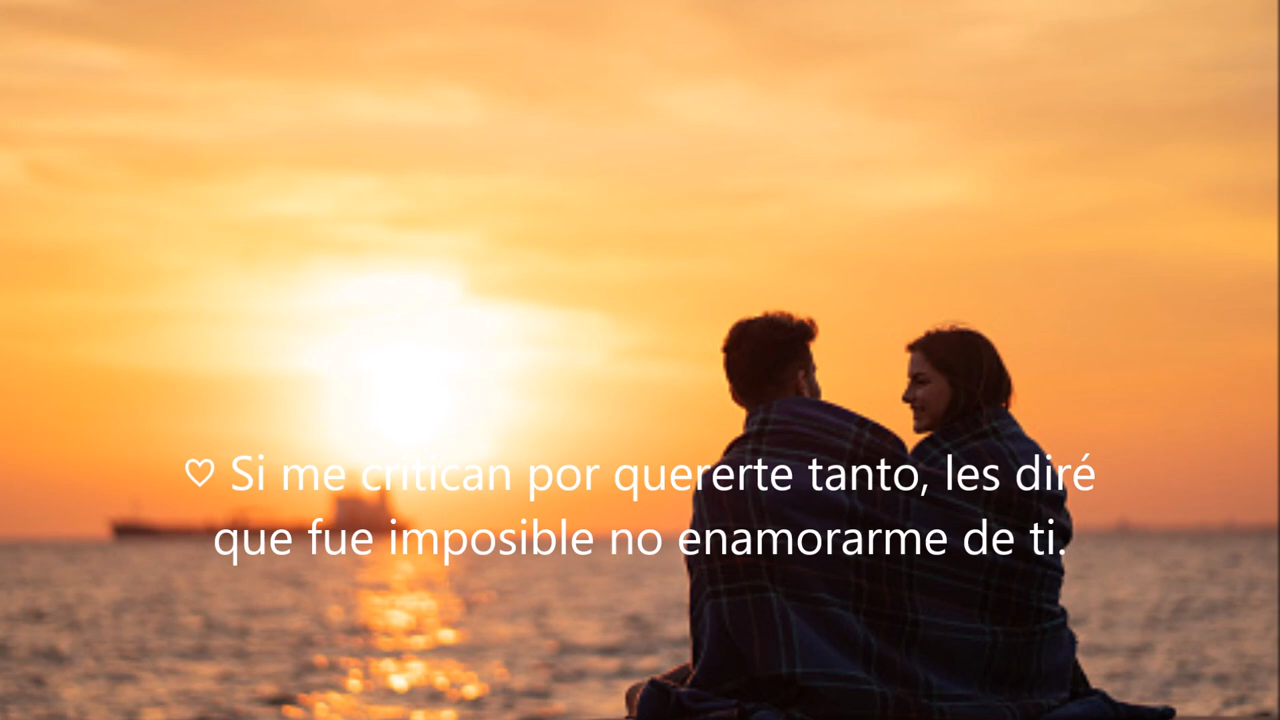 ♡ Si me critican por quererte tanto, les diré
que fue imposible no enamorarme de ti.